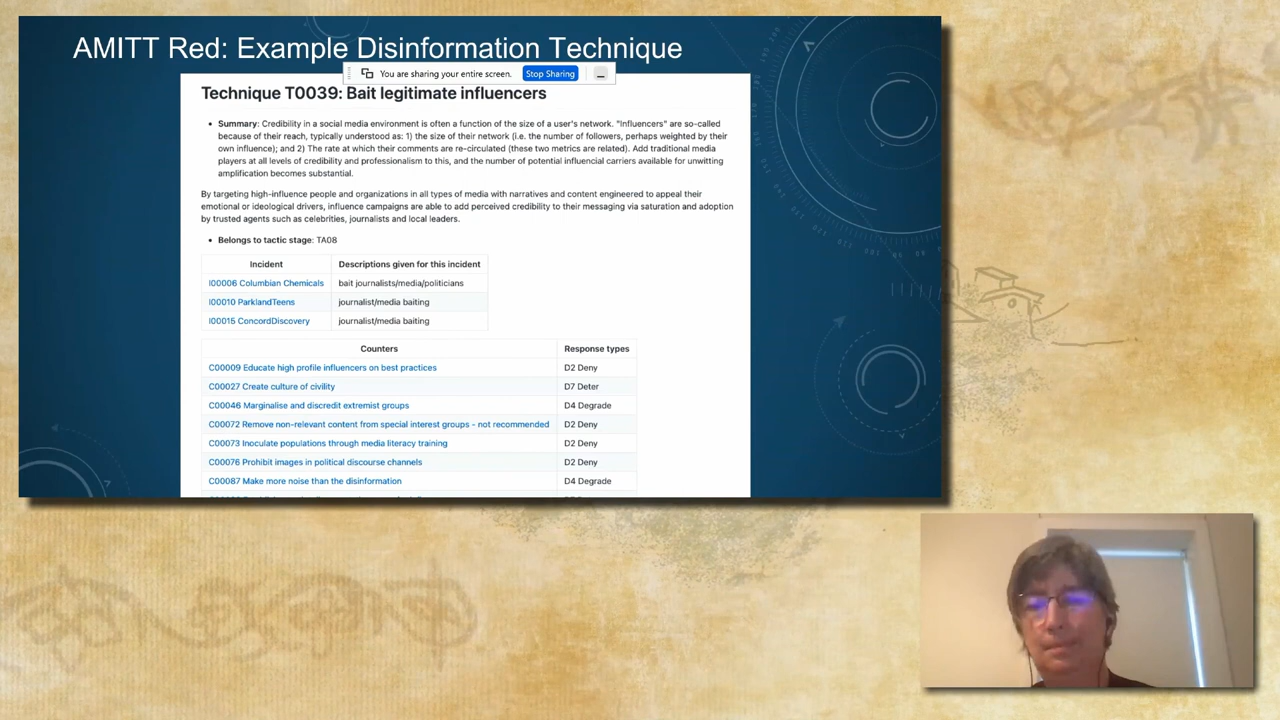 AMITT Red: Example Disinformation Technique
You are sharing your entire screen. Stop Sharing
Technique T0039: Bait legitimate influencers
Summary: Credibility in a social media environment is often a function of the size of a user's network. "Influencers" are so-called
because of their reach, typically understood as: 1) the size of their network (i.e. the number of followers, perhaps weighted by their
own influence); and 2) The rate at which their comments are re-circulated (these two metrics are related). Add traditional media
players at all levels of credibility and professionalism to this, and the number of potential influencial carriers available for unwitting
amplification becomes substantial.
By targeting high-influence people and organizations in all types of media with narratives and content engineered to appeal their
emotional or ideological drivers, influence campaigns are able to add perceived credibility to their messaging via saturation and adoption
by trusted agents such as celebrities, journalists and local leaders.
Belongs to tactic stage: TA08
Incident Descriptions given for this incident
I00006 Columbian Chemicals bait journalists/media/politicians
I00010 ParklandTeens journalist/media baiting
I00015 ConcordDiscovery journalist/media baiting
Counters Response types
C00009 Educate high profile influencers on best practices D2 Deny
C00027 Create culture of civility D7 Deter
C00046 Marginalise and discredit extremist groups D4 Degrade
C00072 Remove non-relevant content from special interest groups - not recommended D2 Deny
C00073 Inoculate populations through media literacy training D2 Deny
C00076 Prohibit images in political discourse channels D2 Deny
C00087 Make more noise than the disinformation D4 Degrade